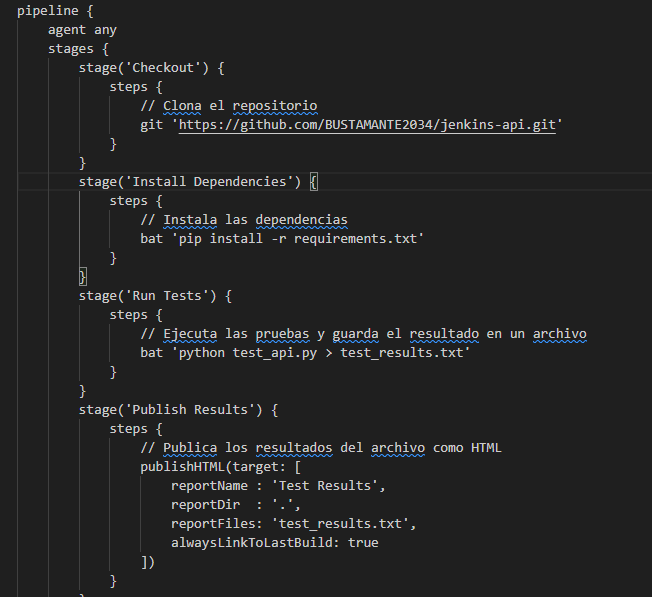 pipeline {
    agent any
    stages {
        stage('Checkout') {
            steps {
                // Clona el repositorio
                git 'https://github.com/BUSTAMANTE2034/jenkins-api.git'
            }
        }
        stage('Install Dependencies') {
            steps {
                // Instala las dependencias
                bat 'pip install -r requirements.txt'
            }
        }
        stage('Run Tests') {
            steps {
                // Ejecuta las pruebas y guarda el resultado en un archivo
                bat 'python test_api.py > test_results.txt'
            }
        }
        stage('Publish Results') {
            steps {
                // Publica los resultados del archivo como HTML
                publishHTML(target: [
                    reportName : 'Test Results',
                    reportDir  : '.',
                    reportFiles: 'test_results.txt',
                    alwaysLinkToLastBuild: true
                ])
            }